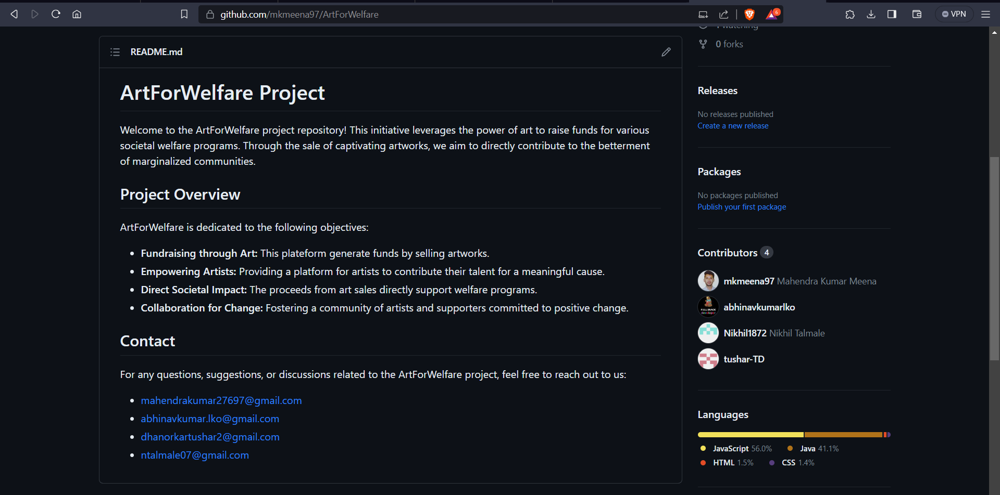 github.com/mkmeena97/ArtForWelfare
6
VPN
watching
0 forks
README.md
ArtForWelfare Project
Welcome to the ArtForWelfare project repository! This initiative leverages the power of art to raise funds for various
societal welfare programs. Through the sale of captivating artworks, we aim to directly contribute to the betterment
of marginalized communities.
Project Overview
ArtForWelfare is dedicated to the following objectives:
Fundraising through Art: This plateform generate funds by selling artworks.
Empowering Artists: Providing a platform for artists to contribute their talent for a meaningful cause.
Direct Societal Impact: The proceeds from art sales directly support welfare programs.
Collaboration for Change: Fostering a community of artists and supporters committed to positive change.
Contact
For any questions, suggestions, or discussions related to the ArtForWelfare project, feel free to reach out to us:
mahendrakumar27697@gmail.com
abhinavkumar.lko@gmail.com
dhanorkartushar2@gmail.com
ntalmale07@gmail.com
Releases
No releases published
Create a new release
Packages
No packages published
Publish your first package
Contributors 4
mkmeena97 Mahendra Kumar Meena
FULL SNACK
developer
abhinavkumarlko
Nikhil1872 Nikhil Talmale
tushar-TD
Languages
JavaScript 56.0% Java 41.1%
HTML 1.5% CSS 1.4%